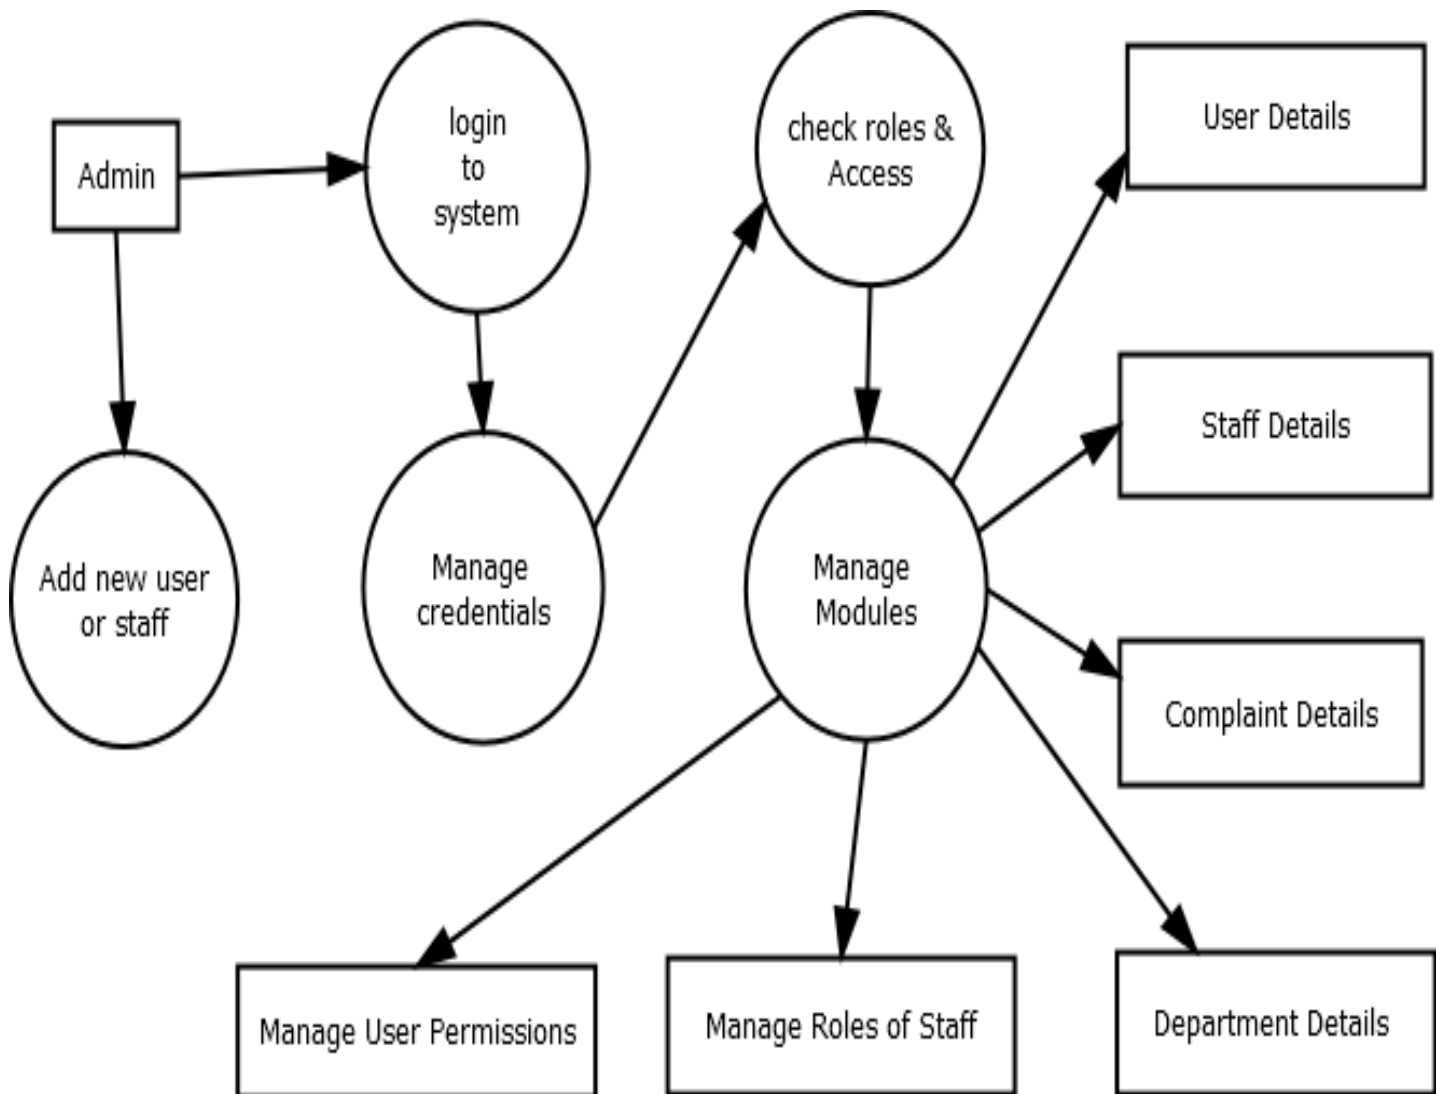 Admin
login
to
system
check roles &
Access
User Details
Staff Details
Add new user
or staff
Manage
credentials
Manage
Modules
Complaint Details
Manage User Permissions
Manage Roles of Staff
Department Details